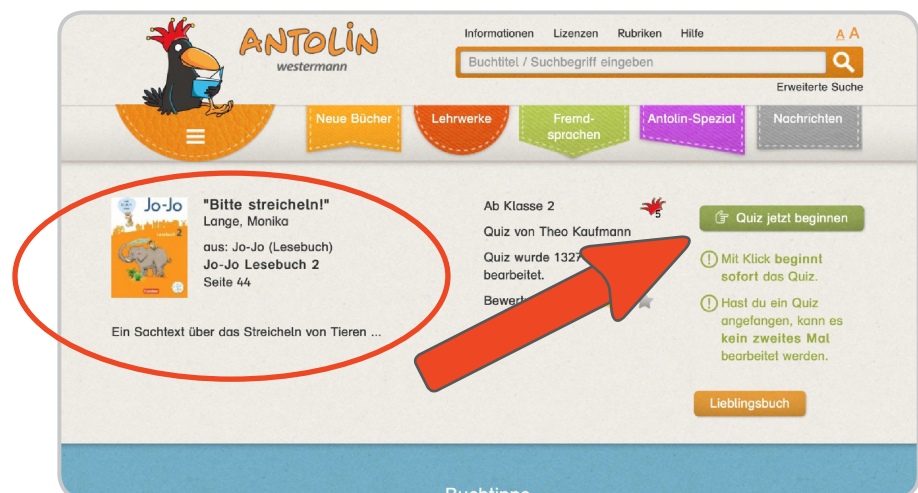 ANTOLIN
westermann
Informationen Lizenzen Rubriken Hilfe A A
Buchtitel / Suchbegriff eingeben
Erweiterte Suche
Neue Bücher
Lehrwerke
Fremd-
sprachen
Antolin-Spezial
Nachrichten
Jo-Jo
Lesebuch 2
"Bitte streicheln!"
Lange, Monika
aus: Jo-Jo (Lesebuch)
Jo-Jo Lesebuch 2
Seite 44
Ein Sachtext über das Streicheln von Tieren ...
Ab Klasse 2
5
Quiz von Theo Kaufmann
Quiz wurde 1327
bearbeitet.
Quiz jetzt beginnen
Mit Klick beginnt
sofort das Quiz.
Hast du ein Quiz
angefangen, kann es
kein zweites Mal
bearbeitet werden.
Lieblingsbuch